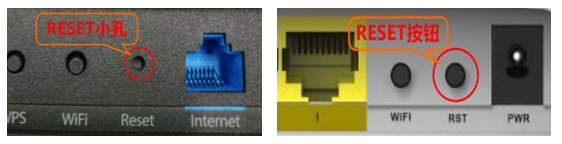 RESET小孔
WPS WiFi Reset Internet
RESET按钮
1 WIFI RST PWR